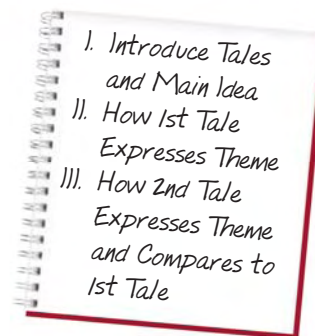 I. Introduce Tales
and Main Idea
II. How 1st Tale
Expresses Theme
III. How 2nd Tale
Expresses Theme
and Compares to
1st Tale